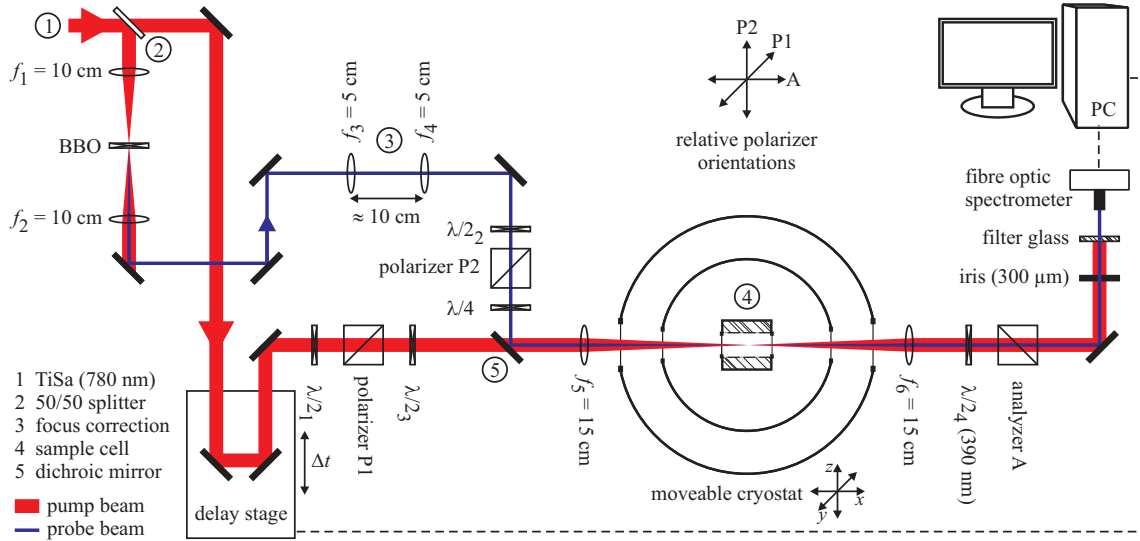 1
2
f1 = 10 cm
BBO
f2 = 10 cm
f3 = 5 cm
3
f4 = 5 cm
≈ 10 cm
λ/22
polarizer P2
λ/4
P2
P1
A
relative polarizer
orientations
PC
fibre optic
spectrometer
filter glass
iris (300 µm)
4
5
λ/21
polarizer P1
λ/23
f5 = 15 cm
f6 = 15 cm
λ/24 (390 nm)
analyzer A
moveable cryostat
z
x
y
Δt
delay stage
1 TiSa (780 nm)
2 50/50 splitter
3 focus correction
4 sample cell
5 dichroic mirror
pump beam
probe beam